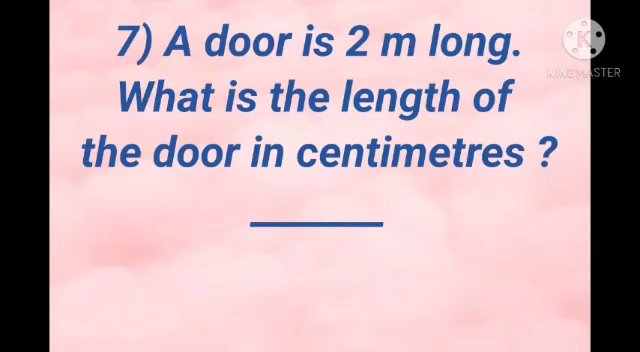 7) A door is 2 m long.
What is the length of
the door in centimetres ?
KINEMASTER